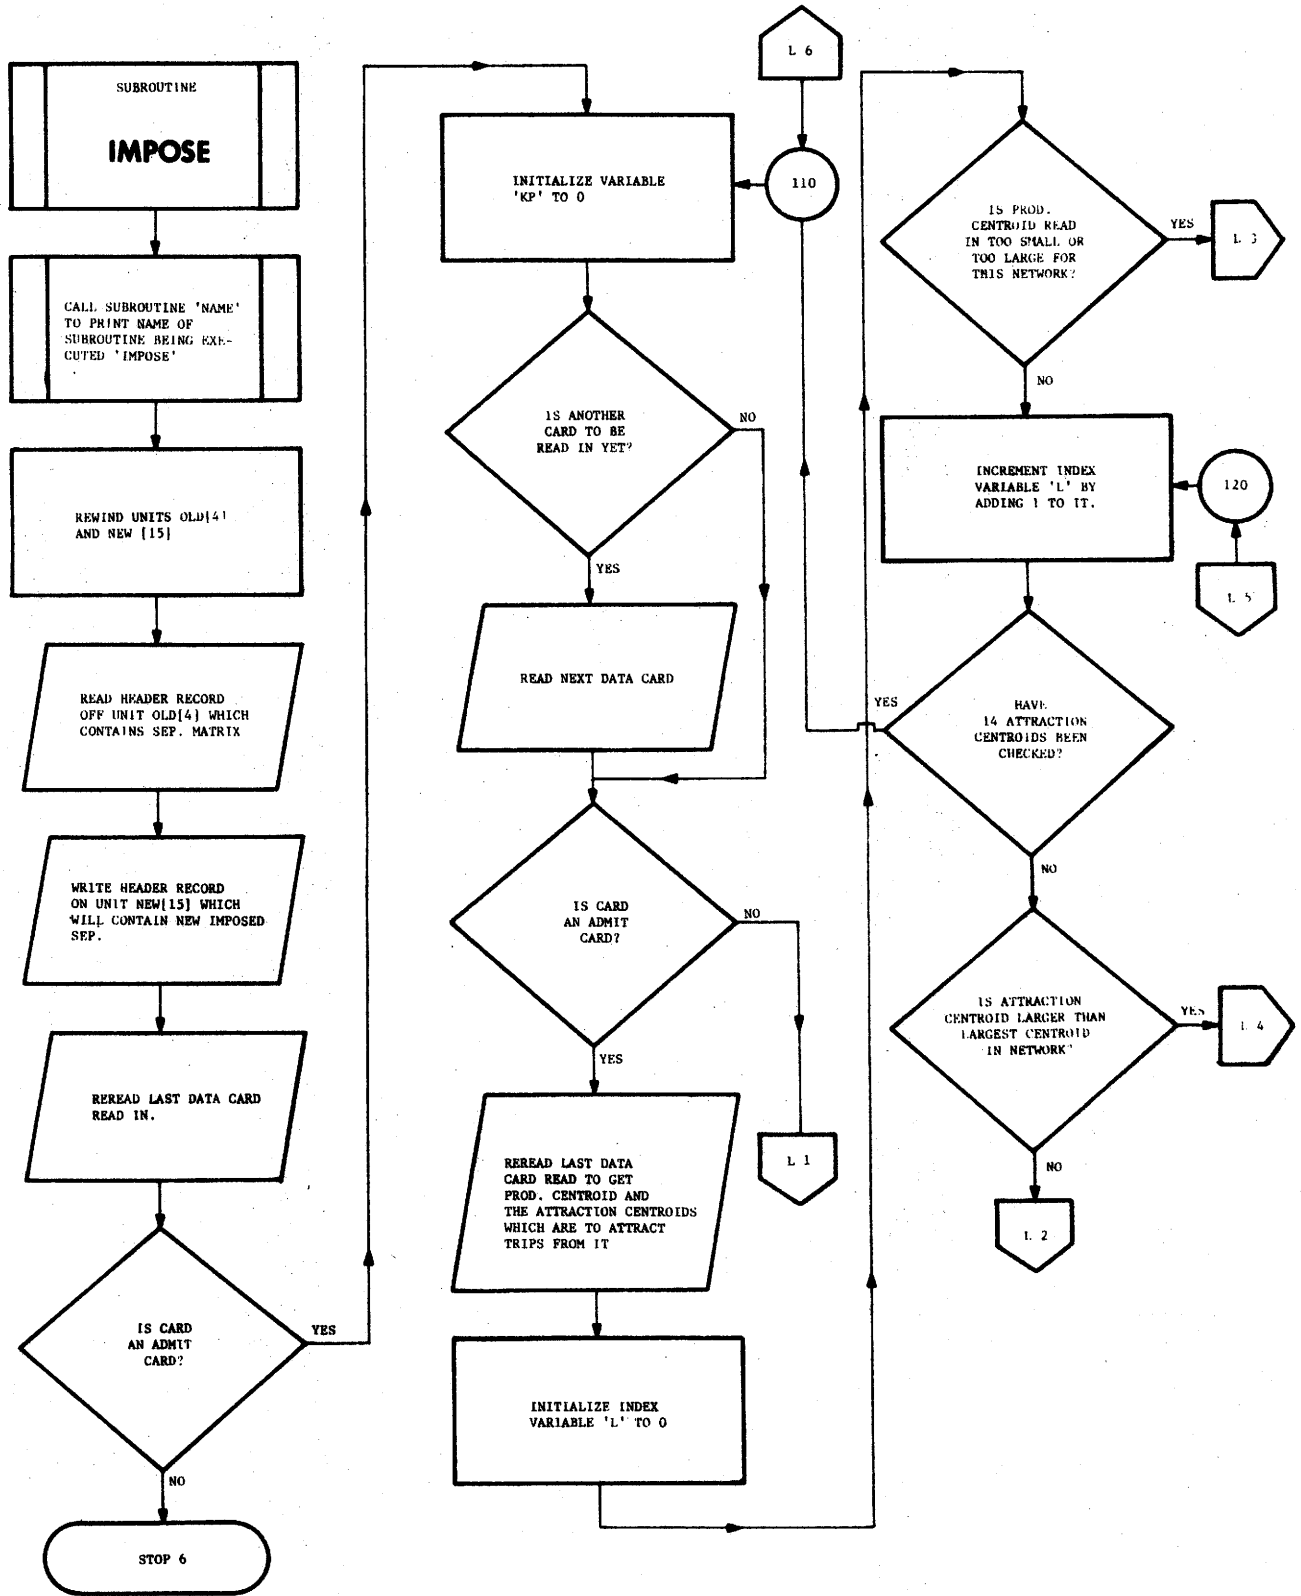 SUBROUTINE
IMPOSE
CALL SUBROUTINE 'NAME'
TO PRINT NAME OF
SUBROUTINE BEING EXE-
CUTED 'IMPOSE'
REWIND UNITS OLD[4]
AND NEW [15]
READ HEADER RECORD
OFF UNIT OLD[4] WHICH
CONTAINS SEP. MATRIX
WRITE HEADER RECORD
ON UNIT NEW[15] WHICH
WILL CONTAIN NEW IMPOSED
SEP.
REREAD LAST DATA CARD
READ IN.
IS CARD
AN ADMIT
CARD?
YES
NO
STOP 6
L 6
110
INITIALIZE VARIABLE
'KP' TO 0
IS ANOTHER
CARD TO BE
READ IN YET?
NO
YES
READ NEXT DATA CARD
IS CARD
AN ADMIT
CARD?
NO
YES
L 1
REREAD LAST DATA
CARD READ TO GET
PROD. CENTROID AND
THE ATTRACTION CENTROIDS
WHICH ARE TO ATTRACT
TRIPS FROM IT
INITIALIZE INDEX
VARIABLE 'L' TO 0
IS PROD.
CENTROID READ
IN TOO SMALL OR
TOO LARGE FOR
THIS NETWORK?
YES
L 3
NO
INCREMENT INDEX
VARIABLE 'L' BY
ADDING 1 TO IT.
120
L 5
HAVE
14 ATTRACTION
CENTROIDS BEEN
CHECKED?
YES
NO
IS ATTRACTION
CENTROID LARGER THAN
LARGEST CENTROID
IN NETWORK?
YES
L 4
NO
L 2